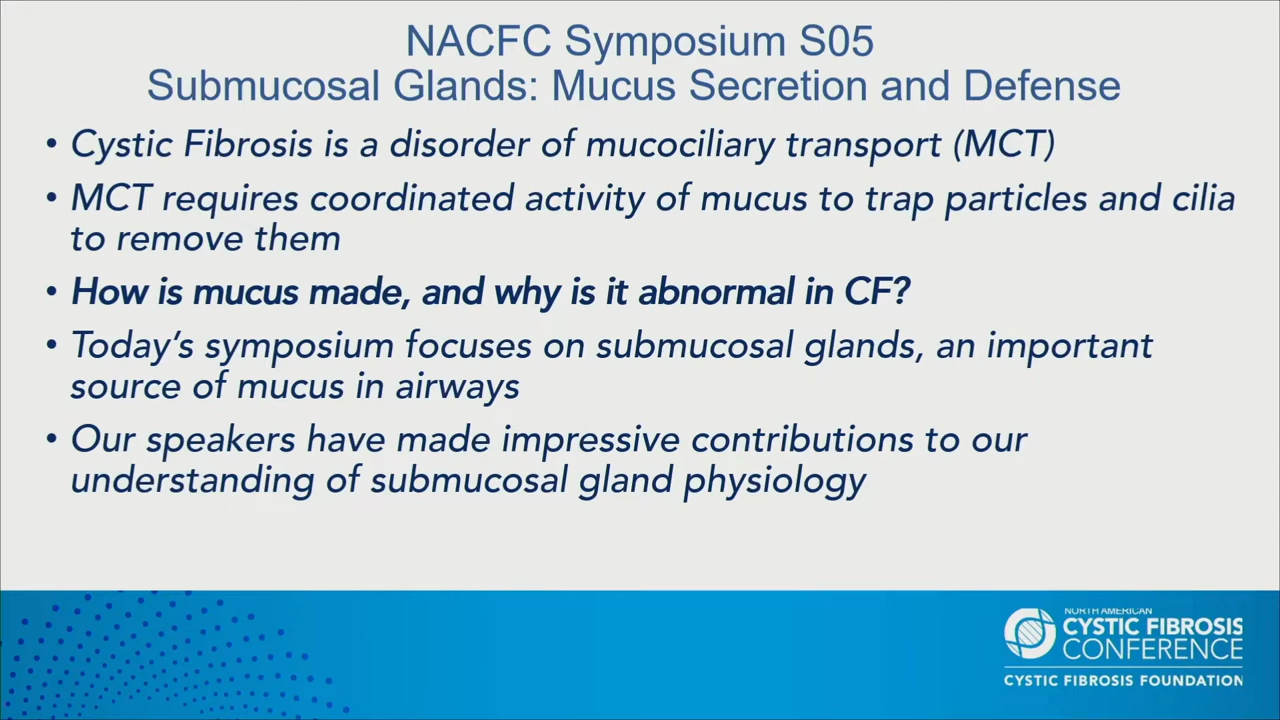 NACFC Symposium S05
Submucosal Glands: Mucus Secretion and Defense
• Cystic Fibrosis is a disorder of mucociliary transport (MCT)
• MCT requires coordinated activity of mucus to trap particles and cilia
to remove them
• How is mucus made, and why is it abnormal in CF?
• Today's symposium focuses on submucosal glands, an important
source of mucus in airways
• Our speakers have made impressive contributions to our
understanding of submucosal gland physiology
NORTH AMERICAN
CYSTIC FIBROSIS
CONFERENCE
CYSTIC FIBROSIS FOUNDATION